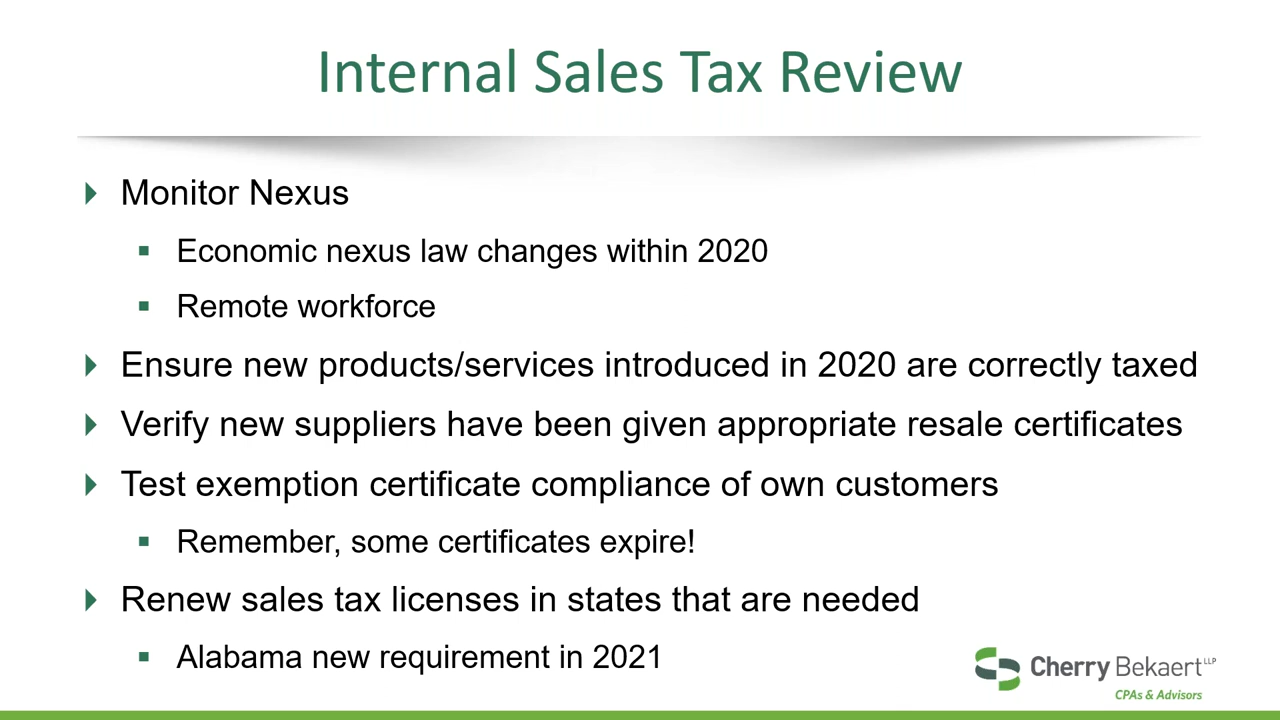 Internal Sales Tax Review
Monitor Nexus
Economic nexus law changes within 2020
Remote workforce
Ensure new products/services introduced in 2020 are correctly taxed
Verify new suppliers have been given appropriate resale certificates
Test exemption certificate compliance of own customers
Remember, some certificates expire!
Renew sales tax licenses in states that are needed
Alabama new requirement in 2021
Cherry Bekaert LLP
CPAs & Advisors